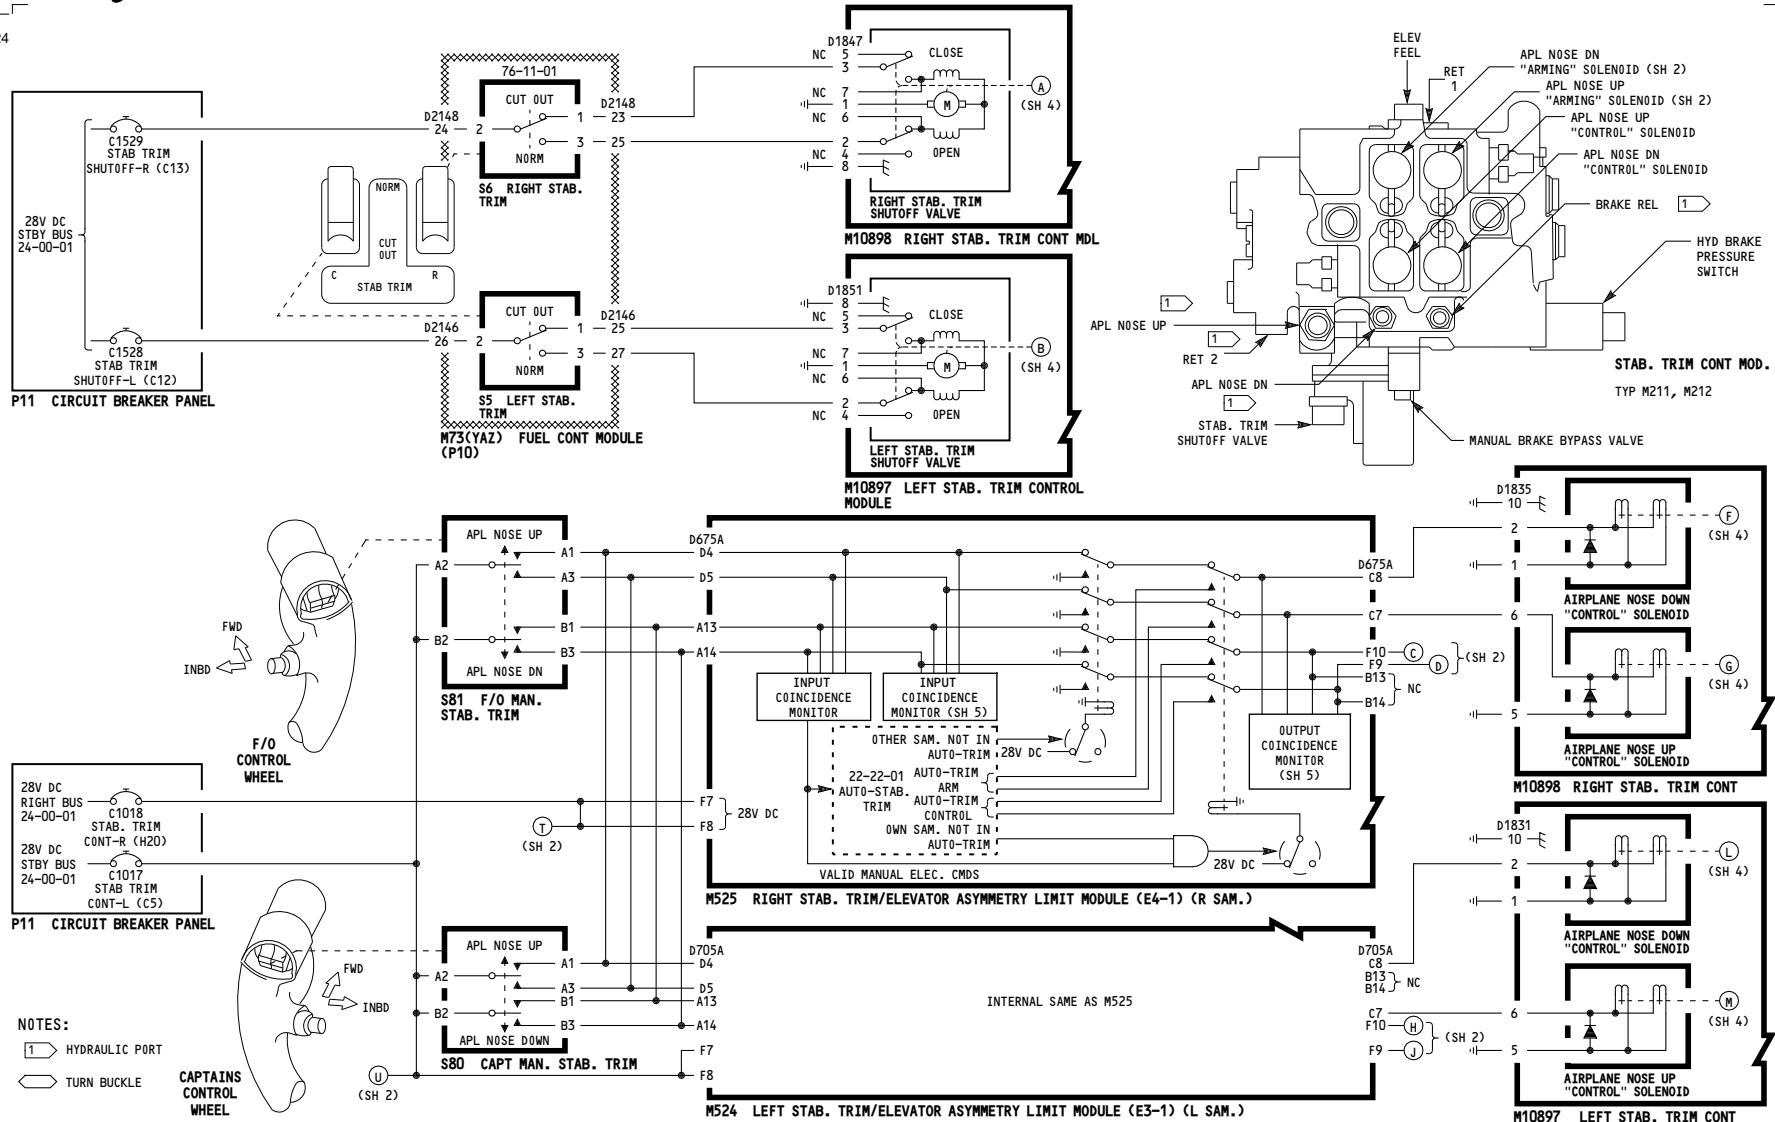 24
28V DC
STBY BUS
24-00-01
C1529
STAB TRIM
SHUTOFF-R (C13)
C1528
STAB TRIM
SHUTOFF-L (C12)
P11 CIRCUIT BREAKER PANEL
76-11-01
D2148
24
2
CUT OUT
NORM
1
3
D2148
23
25
S6 RIGHT STAB.
TRIM
NORM
CUT
OUT
C
R
STAB TRIM
D2146
26
2
CUT OUT
NORM
1
3
D2146
25
27
S5 LEFT STAB.
TRIM
M73(YAZ) FUEL CONT MODULE
(P10)
D1847
NC 5
3
NC 7
1
NC 6
2
NC 4
8
CLOSE
M
OPEN
A
(SH 4)
RIGHT STAB. TRIM
SHUTOFF VALVE
M10898 RIGHT STAB. TRIM CONT MDL
D1851
8
NC 5
3
NC 7
1
NC 6
2
NC 4
CLOSE
M
OPEN
B
(SH 4)
LEFT STAB. TRIM
SHUTOFF VALVE
M10897 LEFT STAB. TRIM CONTROL
MODULE
ELEV
FEEL
RET
1
APL NOSE DN
"ARMING" SOLENOID (SH 2)
APL NOSE UP
"ARMING" SOLENOID (SH 2)
APL NOSE UP
"CONTROL" SOLENOID
APL NOSE DN
"CONTROL" SOLENOID
BRAKE REL
1
HYD BRAKE
PRESSURE
SWITCH
1
APL NOSE UP
1
RET 2
APL NOSE DN
1
STAB. TRIM
SHUTOFF VALVE
MANUAL BRAKE BYPASS VALVE
STAB. TRIM CONT MOD.
TYP M211, M212
FWD
INBD
F/O
CONTROL
WHEEL
APL NOSE UP
A2
A1
A3
B2
B1
B3
APL NOSE DN
S81 F/O MAN.
STAB. TRIM
D675A
D4
D5
A13
A14
INPUT
COINCIDENCE
MONITOR
INPUT
COINCIDENCE
MONITOR (SH 5)
OTHER SAM. NOT IN
AUTO-TRIM
28V DC
22-22-01
AUTO-STAB.
TRIM
AUTO-TRIM
ARM
AUTO-TRIM
CONTROL
OWN SAM. NOT IN
AUTO-TRIM
28V DC
VALID MANUAL ELEC. CMDS
OUTPUT
COINCIDENCE
MONITOR
(SH 5)
D675A
C8
C7
F10
C
F9
D
(SH 2)
B13
B14
NC
F7
F8
28V DC
T
(SH 2)
M525 RIGHT STAB. TRIM/ELEVATOR ASYMMETRY LIMIT MODULE (E4-1) (R SAM.)
D1835
10
2
1
6
5
F
(SH 4)
AIRPLANE NOSE DOWN
"CONTROL" SOLENOID
G
(SH 4)
AIRPLANE NOSE UP
"CONTROL" SOLENOID
M10898 RIGHT STAB. TRIM CONT
28V DC
RIGHT BUS
24-00-01
C1018
STAB. TRIM
CONT-R (H20)
28V DC
STBY BUS
24-00-01
C1017
STAB TRIM
CONT-L (C5)
P11 CIRCUIT BREAKER PANEL
FWD
INBD
CAPTAINS
CONTROL
WHEEL
U
(SH 2)
APL NOSE UP
A2
A1
A3
B2
B1
B3
APL NOSE DOWN
S80 CAPT MAN. STAB. TRIM
D705A
D4
D5
A13
A14
F7
F8
INTERNAL SAME AS M525
D705A
C8
B13
B14
NC
C7
F10
H
F9
J
(SH 2)
M524 LEFT STAB. TRIM/ELEVATOR ASYMMETRY LIMIT MODULE (E3-1) (L SAM.)
D1831
10
2
1
6
5
L
(SH 4)
AIRPLANE NOSE DOWN
"CONTROL" SOLENOID
M
(SH 4)
AIRPLANE NOSE UP
"CONTROL" SOLENOID
M10897 LEFT STAB. TRIM CONT
NOTES:
1 HYDRAULIC PORT
TURN BUCKLE